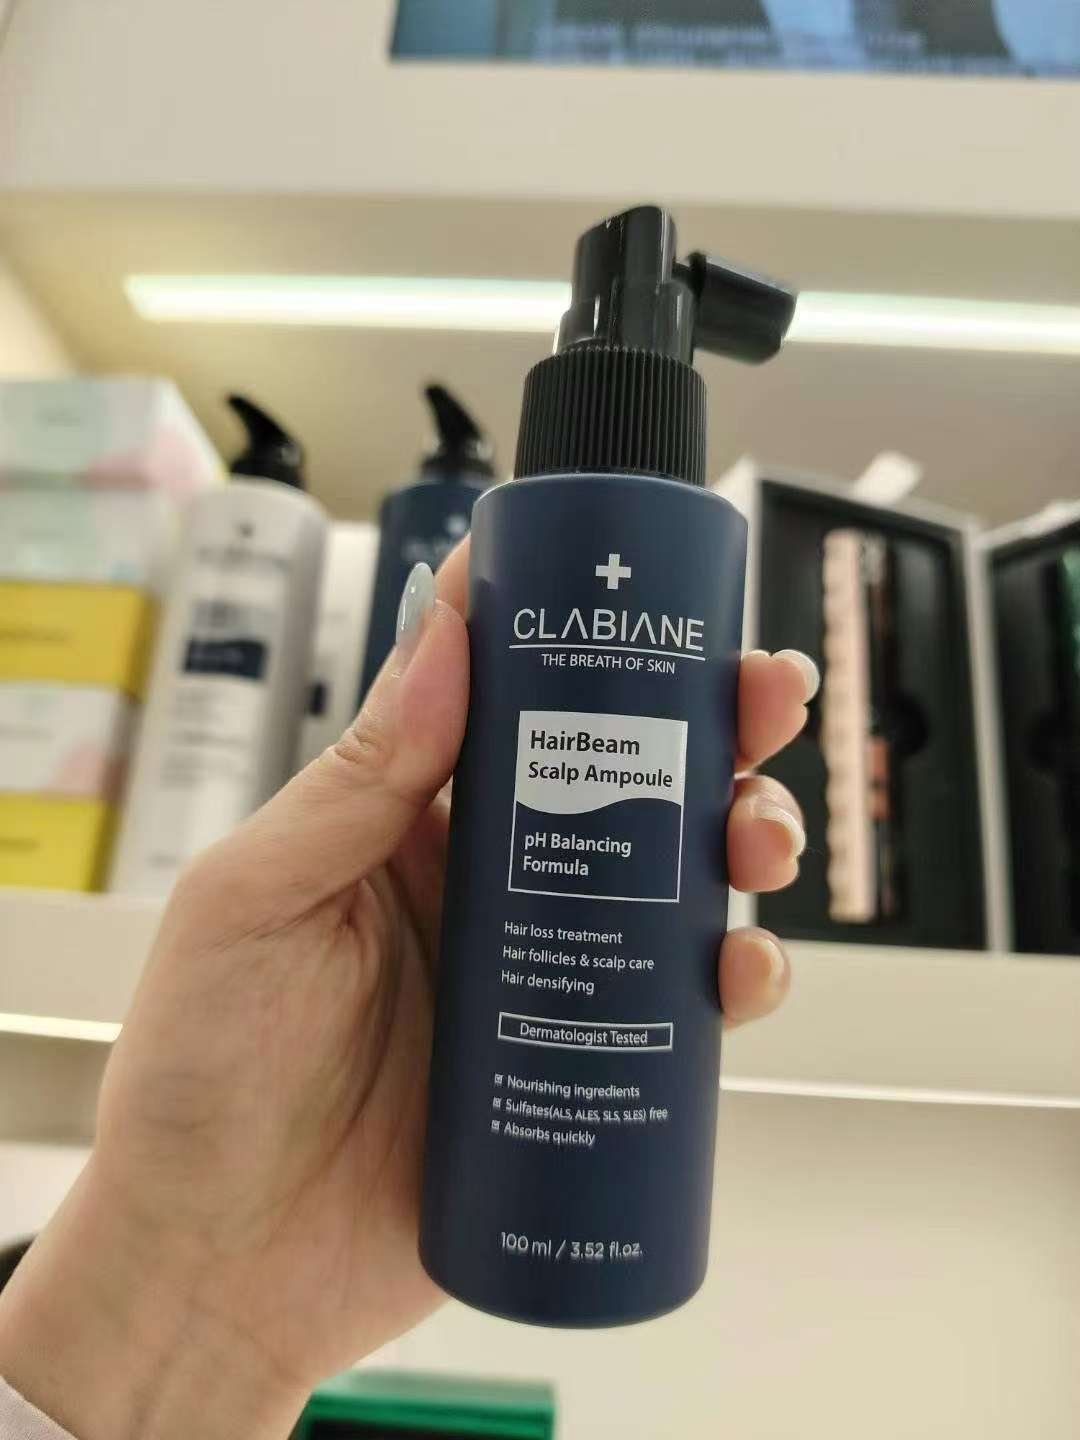 CLABIANE
THE BREATH OF SKIN
HairBeam
Scalp Ampoule
pH Balancing
Formula
Hair loss treatment
Hair follicles & scalp care
Hair densifying
Dermatologist Tested
Nourishing ingredients
Sulfates(ALS, ALES, SLS, SLES) free
Absorbs quickly
100 ml / 3.52 fl.oz.